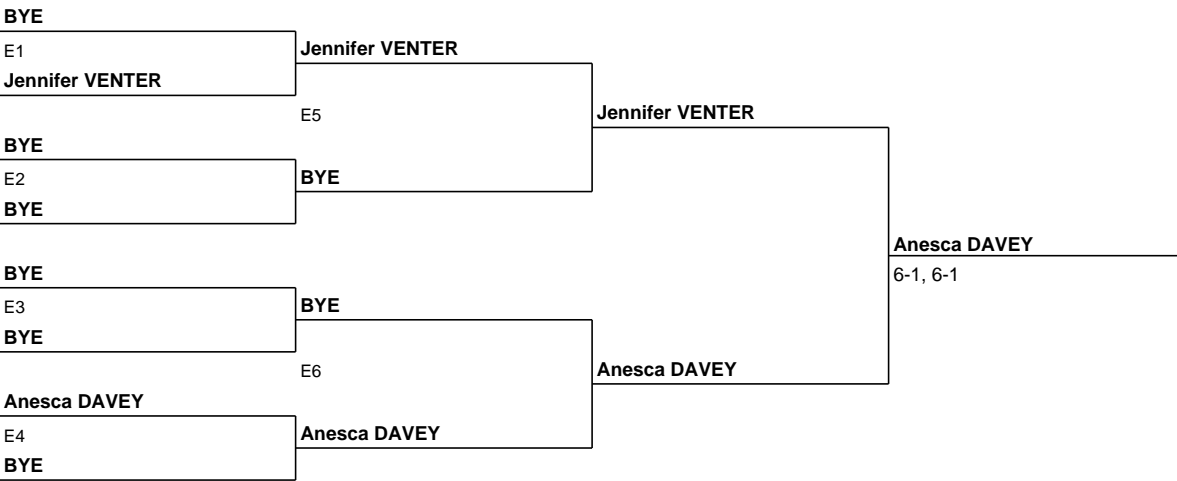 BYE
E1
Jennifer VENTER
Jennifer VENTER
E5
Jennifer VENTER
BYE
E2
BYE
BYE
Anesca DAVEY
6-1, 6-1
BYE
E3
BYE
BYE
E6
Anesca DAVEY
Anesca DAVEY
E4
BYE
Anesca DAVEY